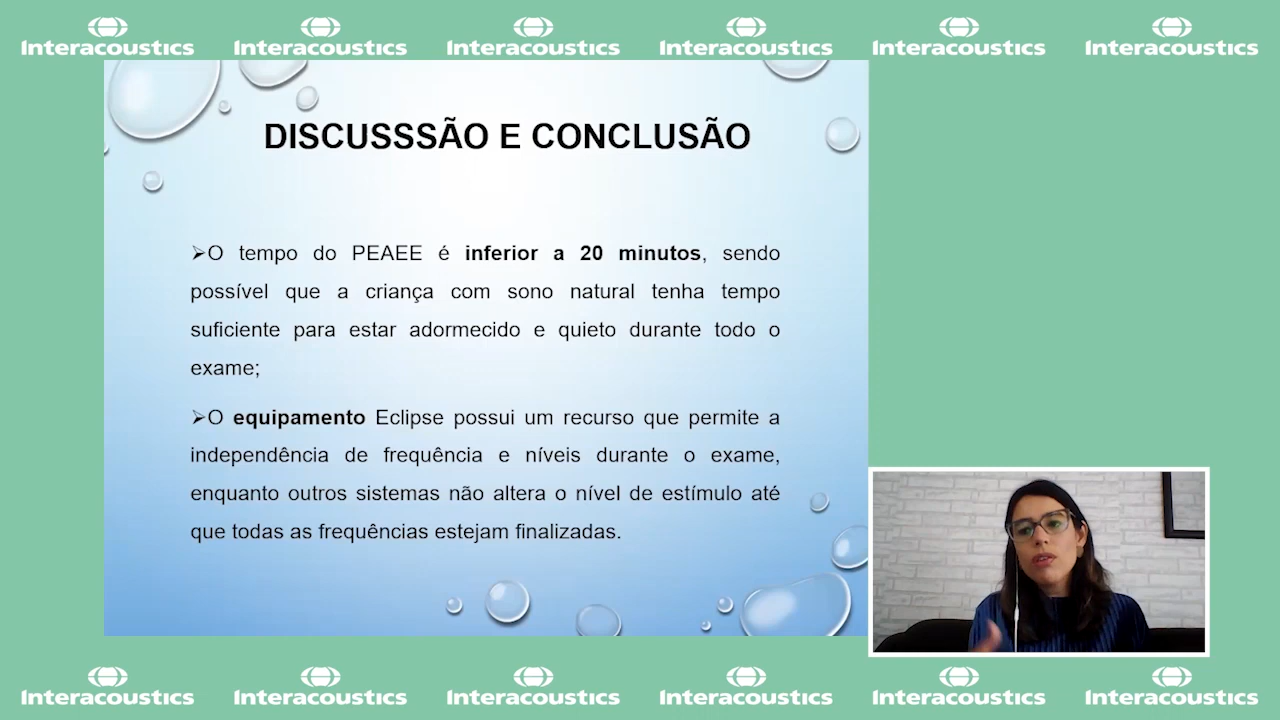 Interacoustics Interacoustics Interacoustics Interacoustics Interacoustics Interacoustics
DISCUSSSÃO E CONCLUSÃO
➢O tempo do PEAEE é inferior a 20 minutos, sendo
possível que a criança com sono natural tenha tempo
suficiente para estar adormecido e quieto durante todo o
exame;
➢O equipamento Eclipse possui um recurso que permite a
independência de frequência e níveis durante o exame,
enquanto outros sistemas não altera o nível de estímulo até
que todas as frequências estejam finalizadas.
Interacoustics Interacoustics Interacoustics Interacoustics Interacoustics Interacoustics